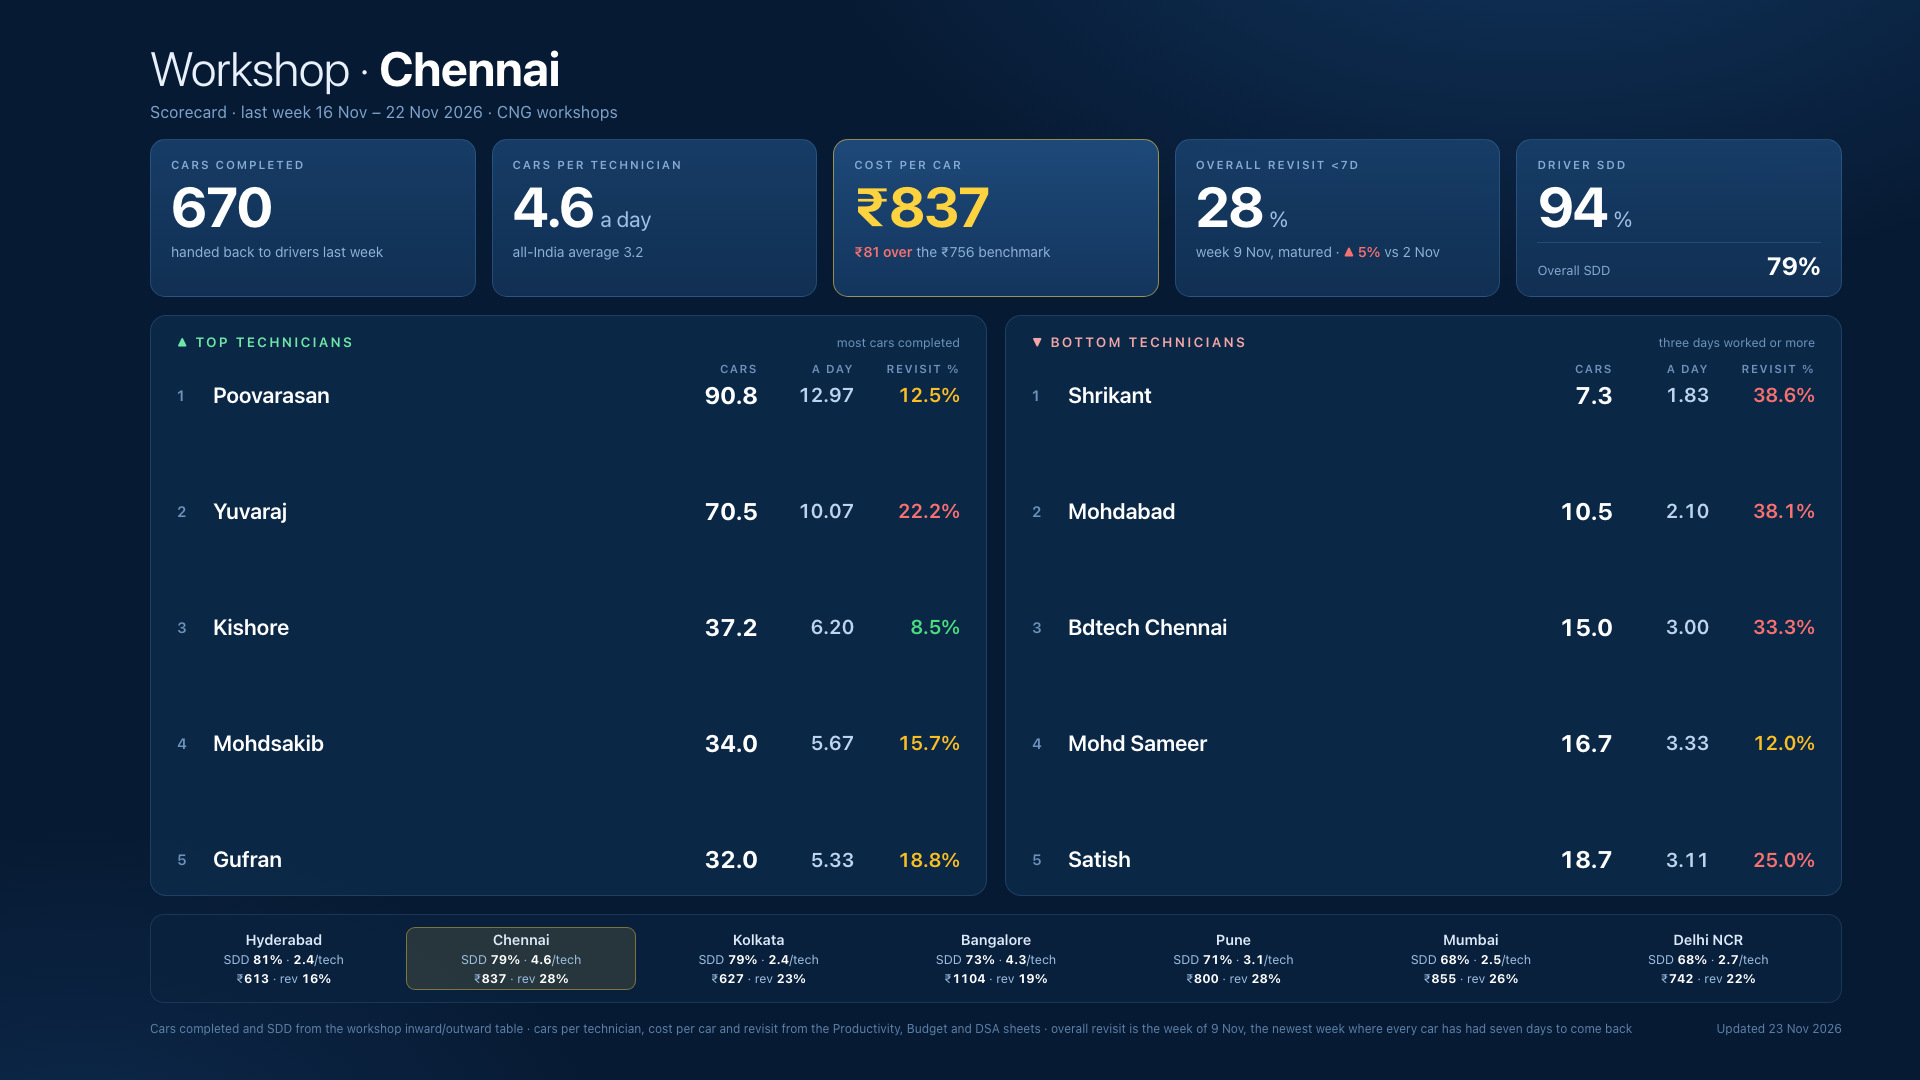 Workshop · Chennai
Scorecard · last week 16 Nov – 22 Nov 2026 · CNG workshops
CARS COMPLETED
670
handed back to drivers last week
CARS PER TECHNICIAN
4.6 a day
all-India average 3.2
COST PER CAR
₹837
₹81 over the ₹756 benchmark
OVERALL REVISIT <7D
28 %
week 9 Nov, matured · ▲ 5% vs 2 Nov
DRIVER SDD
94 %
Overall SDD 79%
▲ TOP TECHNICIANS most cars completed
CARS A DAY REVISIT %
1 Poovarasan 90.8 12.97 12.5%
2 Yuvaraj 70.5 10.07 22.2%
3 Kishore 37.2 6.20 8.5%
4 Mohdsakib 34.0 5.67 15.7%
5 Gufran 32.0 5.33 18.8%
▼ BOTTOM TECHNICIANS three days worked or more
CARS A DAY REVISIT %
1 Shrikant 7.3 1.83 38.6%
2 Mohdabad 10.5 2.10 38.1%
3 Bdtech Chennai 15.0 3.00 33.3%
4 Mohd Sameer 16.7 3.33 12.0%
5 Satish 18.7 3.11 25.0%
Hyderabad
SDD 81% · 2.4/tech
₹613 · rev 16%
Chennai
SDD 79% · 4.6/tech
₹837 · rev 28%
Kolkata
SDD 79% · 2.4/tech
₹627 · rev 23%
Bangalore
SDD 73% · 4.3/tech
₹1104 · rev 19%
Pune
SDD 71% · 3.1/tech
₹800 · rev 28%
Mumbai
SDD 68% · 2.5/tech
₹855 · rev 26%
Delhi NCR
SDD 68% · 2.7/tech
₹742 · rev 22%
Cars completed and SDD from the workshop inward/outward table · cars per technician, cost per car and revisit from the Productivity, Budget and DSA sheets · overall revisit is the week of 9 Nov, the newest week where every car has had seven days to come back
Updated 23 Nov 2026